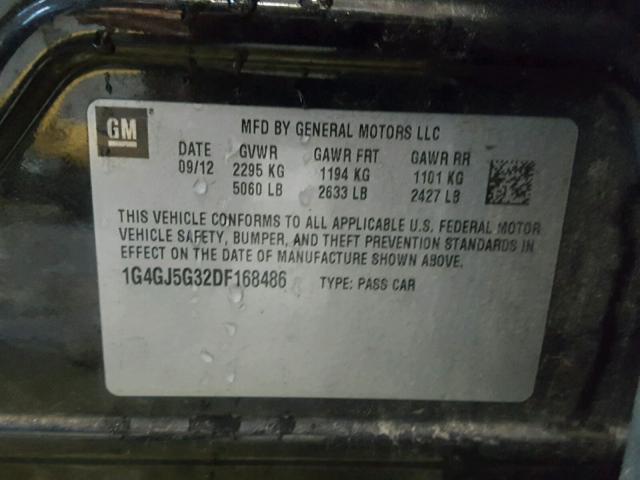 GM
MFD BY GENERAL MOTORS LLC
DATE GVWR GAWR FRT GAWR RR
09/12 2295 KG 1194 KG 1101 KG
5060 LB 2633 LB 2427 LB
THIS VEHICLE CONFORMS TO ALL APPLICABLE U.S. FEDERAL MOTOR
VEHICLE SAFETY, BUMPER, AND THEFT PREVENTION STANDARDS IN
EFFECT ON THE DATE OF MANUFACTURE SHOWN ABOVE.
1G4GJ5G32DF168486 TYPE: PASS CAR